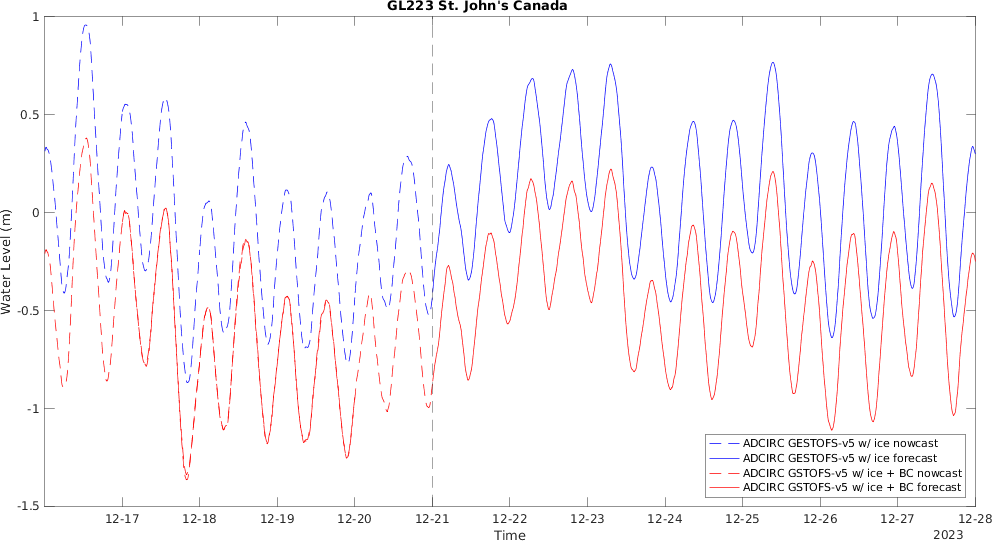 GL223 St. John's Canada
Water Level (m)
1
0.5
0
-0.5
-1
-1.5
ADCIRC GESTOFS-v5 w/ ice nowcast
ADCIRC GESTOFS-v5 w/ ice forecast
ADCIRC GSTOFS-v5 w/ ice + BC nowcast
ADCIRC GSTOFS-v5 w/ ice + BC forecast
12-17 12-18 12-19 12-20 12-21 12-22 12-23 12-24 12-25 12-26 12-27 12-28
Time
2023